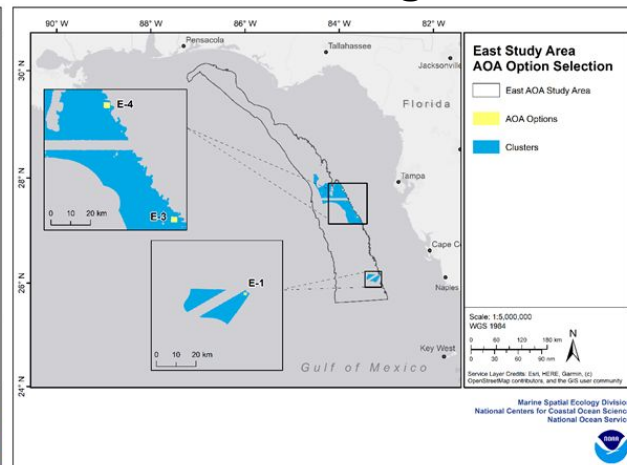 90° W 88° W 86° W 84° W 82° W
Pensacola
Tallahassee
Jacksonville
30° N
Florida
E-4
28° N
Tampa
E-3
0 10 20 km
E-1
26° N
Naples
0 10 20 km
Key West
Gulf of Mexico
24° N
East Study Area
AOA Option Selection
East AOA Study Area
AOA Options
Clusters
Scale: 1:5,000,000
WGS 1984
N
0 60 120 180 km
0 30 60 90 nm
Service Layer Credits: Esri, HERE, Garmin, (c)
OpenStreetMap contributors, and the GIS user community
Marine Spatial Ecology Division
National Centers for Coastal Ocean Science
National Ocean Service
NOAA